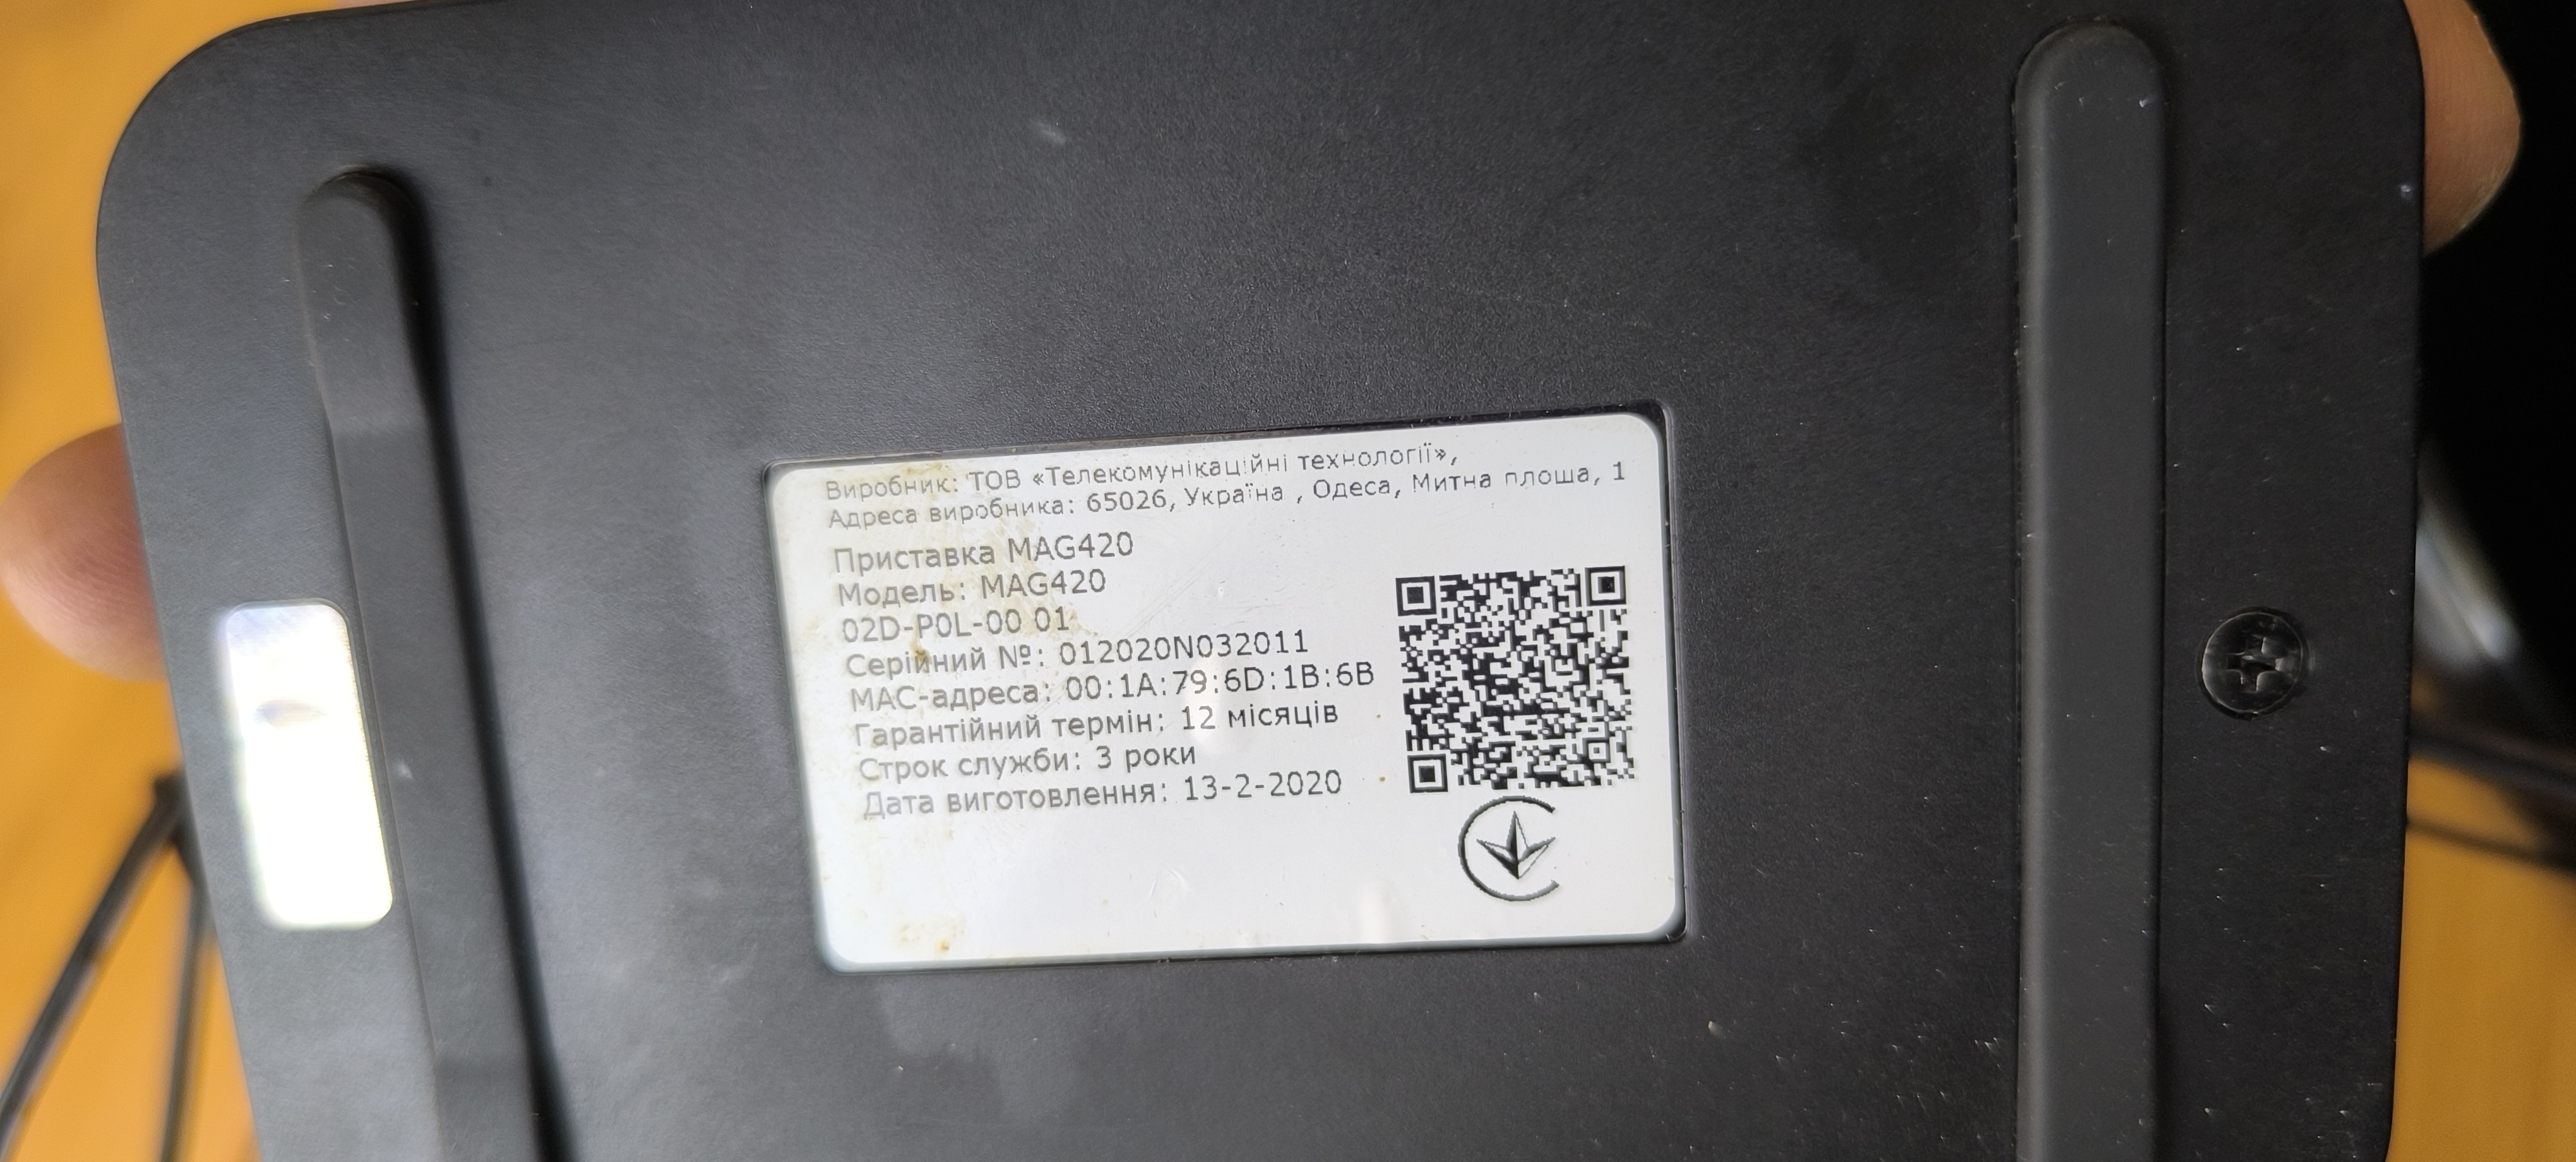 Виробник: ТОВ «Телекомунікаційні технології»,
Адреса виробника: 65026, Україна , Одеса, Митна площа, 1
Приставка MAG420
Модель: MAG420
02D-P0L-00 01
Серійний №: 012020N032011
MAC-адреса: 00:1A:79:6D:1B:6B
Гарантійний термін: 12 місяців
Строк служби: 3 роки
Дата виготовлення: 13-2-2020